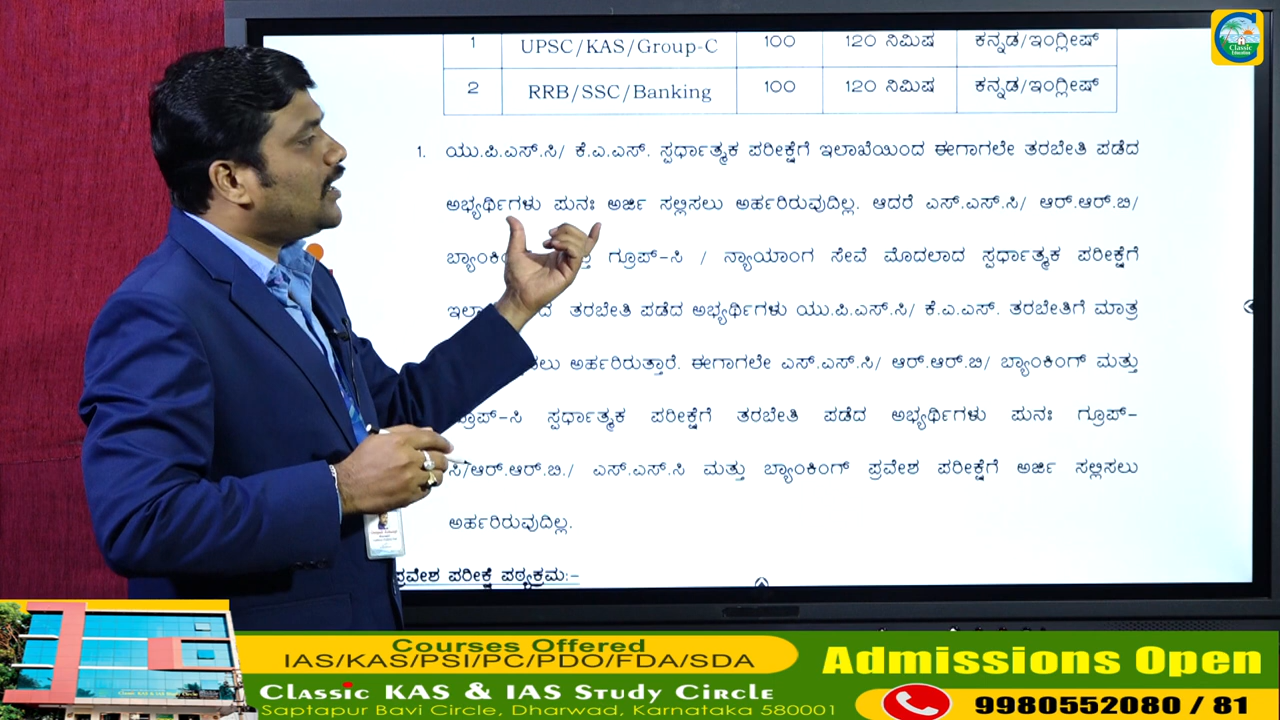 1 UPSC/KAS/Group-C 100 120 ನಿಮಿಷ ಕನ್ನಡ/ಇಂಗ್ಲೀಷ್
2 RRB/SSC/Banking 100 120 ನಿಮಿಷ ಕನ್ನಡ/ಇಂಗ್ಲೀಷ್
Classic
Education
1. ಯು.ಪಿ.ಎಸ್.ಸಿ/ ಕೆ.ಎ.ಎಸ್. ಸ್ಪರ್ಧಾತ್ಮಕ ಪರೀಕ್ಷೆಗೆ ಇಲಾಖೆಯಿಂದ ಈಗಾಗಲೇ ತರಬೇತಿ ಪಡೆದ
ಅಭ್ಯರ್ಥಿಗಳು ಪುನಃ ಅರ್ಜಿ ಸಲ್ಲಿಸಲು ಅರ್ಹರಿರುವುದಿಲ್ಲ. ಆದರೆ ಎಸ್.ಎಸ್.ಸಿ/ ಆರ್.ಆರ್.ಬಿ/
ಗ್ರೂಪ್-ಸಿ / ನ್ಯಾಯಾಂಗ ಸೇವೆ ಮೊದಲಾದ ಸ್ಪರ್ಧಾತ್ಮಕ ಪರೀಕ್ಷೆಗೆ
ತರಬೇತಿ ಪಡೆದ ಅಭ್ಯರ್ಥಿಗಳು ಯು.ಪಿ.ಎಸ್.ಸಿ/ ಕೆ.ಎ.ಎಸ್. ತರಬೇತಿಗೆ ಮಾತ್ರ
ಅರ್ಹರಿರುತ್ತಾರೆ. ಈಗಾಗಲೇ ಎಸ್.ಎಸ್.ಸಿ/ ಆರ್.ಆರ್.ಬಿ/ ಬ್ಯಾಂಕಿಂಗ್ ಮತ್ತು
ಸ್ಪರ್ಧಾತ್ಮಕ ಪರೀಕ್ಷೆಗೆ ತರಬೇತಿ ಪಡೆದ ಅಭ್ಯರ್ಥಿಗಳು ಪುನಃ ಗ್ರೂಪ್-
ಸಿ/ಆರ್.ಆರ್.ಬಿ./ ಎಸ್.ಎಸ್.ಸಿ ಮತ್ತು ಬ್ಯಾಂಕಿಂಗ್ ಪ್ರವೇಶ ಪರೀಕ್ಷೆಗೆ ಅರ್ಜಿ ಸಲ್ಲಿಸಲು
ಅರ್ಹರಿರುವುದಿಲ್ಲ.
ಪ್ರವೇಶ ಪರೀಕ್ಷೆ ಪಠ್ಯಕ್ರಮ:-
Courses Offered
IAS/KAS/PSI/PC/PDO/FDA/SDA
Classic KAS & IAS Study Circle
Saptapur Bavi Circle, Dharwad, Karnataka 580001
Admissions Open
9980552080 / 81